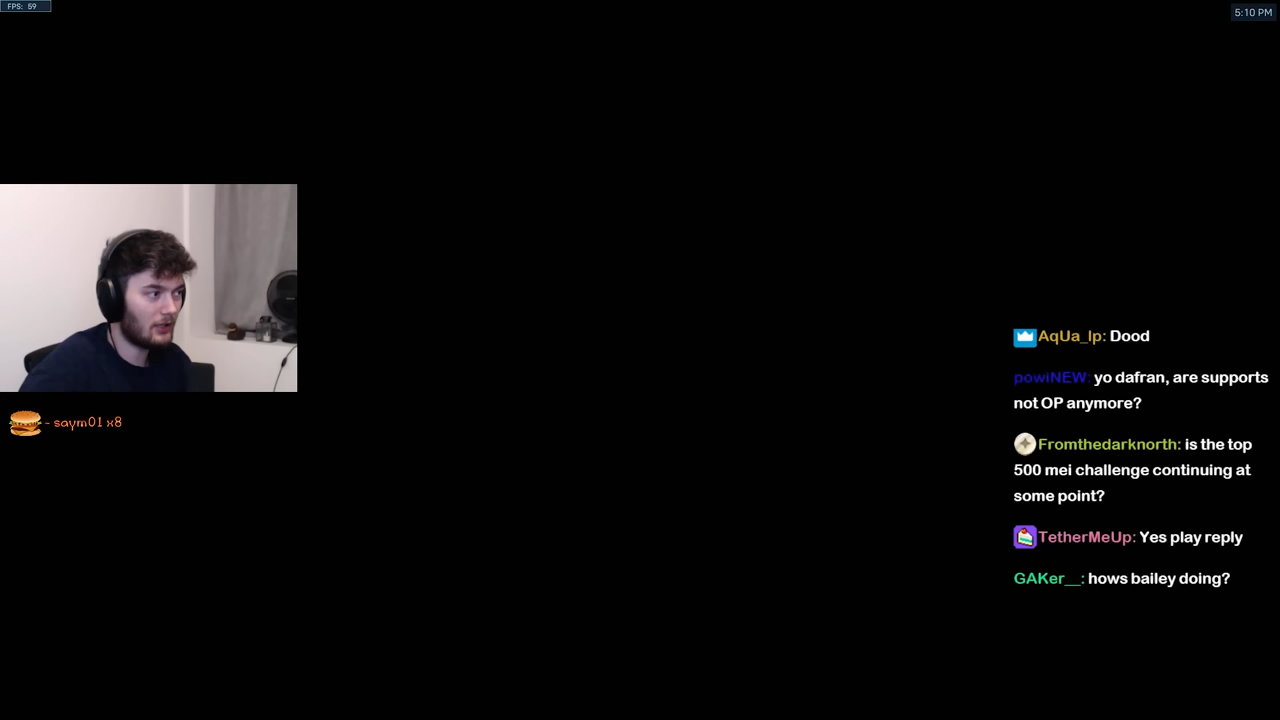 FPS: 59
5:10 PM
AqUa_lp: Dood
powiNEW: yo dafran, are supports
not OP anymore?
Fromthedarknorth: is the top
500 mei challenge continuing at
some point?
TetherMeUp: Yes play reply
GAKer__: hows bailey doing?
- saym01 x8